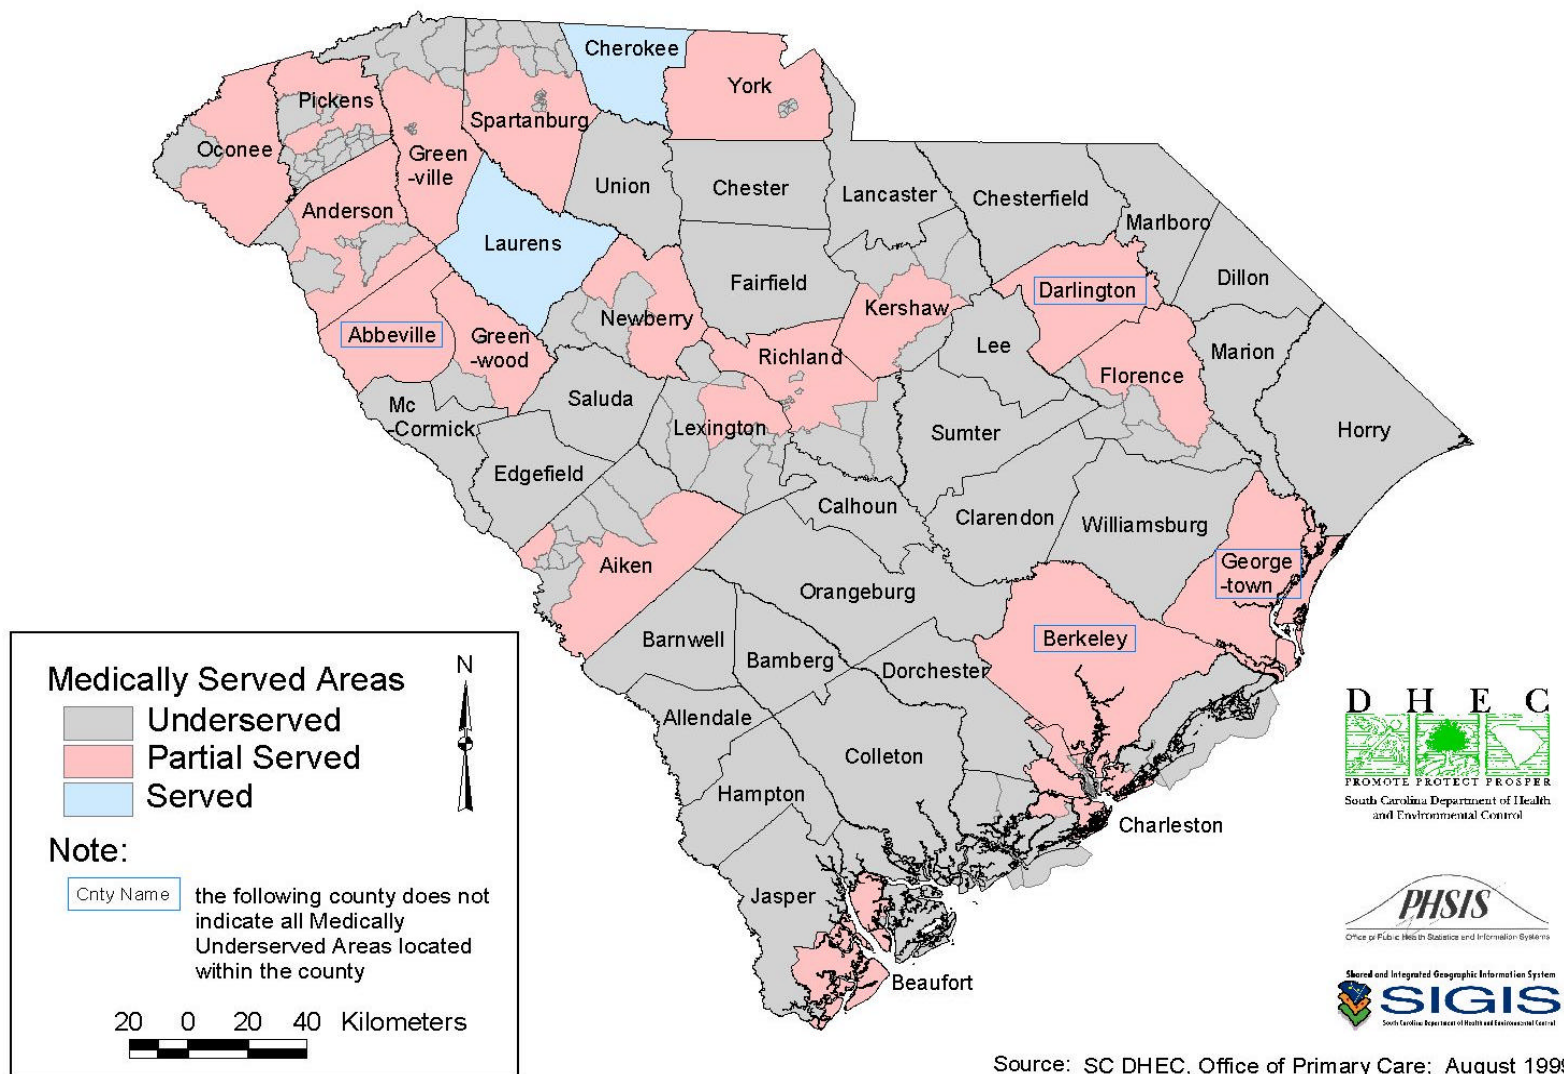 Cherokee
York
Pickens
Spartanburg
Oconee
Green
-ville
Union
Chester
Lancaster
Chesterfield
Marlboro
Anderson
Laurens
Fairfield
Dillon
Darlington
Kershaw
Newberry
Abbeville
Green
-wood
Richland
Lee
Marion
Florence
Saluda
Mc
-Cormick
Lexington
Sumter
Horry
Edgefield
Calhoun
Clarendon
Williamsburg
Aiken
George
-town
Orangeburg
Barnwell
Berkeley
Bamberg
Dorchester
Allendale
Colleton
Hampton
Charleston
Jasper
Beaufort
N
Medically Served Areas
Underserved
Partial Served
Served
Note:
Cnty Name
the following county does not
indicate all Medically
Underserved Areas located
within the county
20 0 20 40 Kilometers
D H E C
PROMOTE PROTECT PROSPER
South Carolina Department of Health
and Environmental Control
PHSIS
Office of Public Health Statistics and Information Systems
Shared and Integrated Geographic Information System
SIGIS
South Carolina Department of Health and Environmental Control
Source: SC DHEC, Office of Primary Care; August 1999